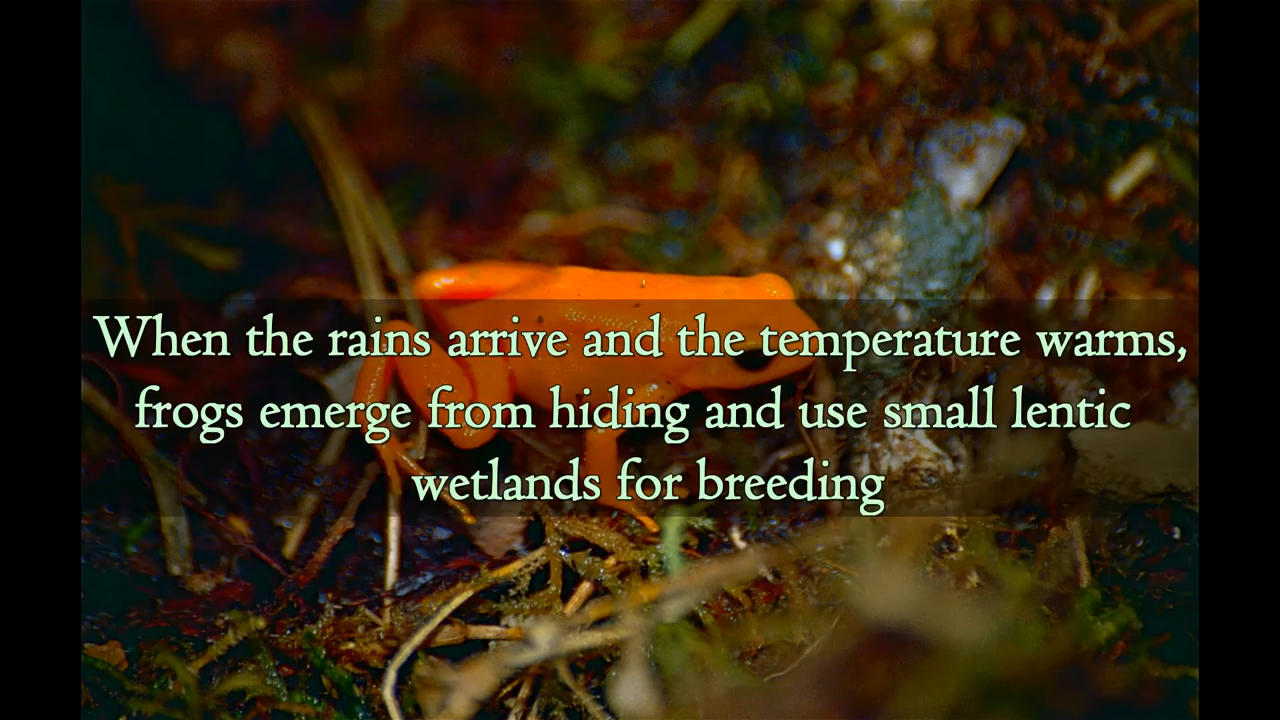 When the rains arrive and the temperature warms,
frogs emerge from hiding and use small lentic
wetlands for breeding